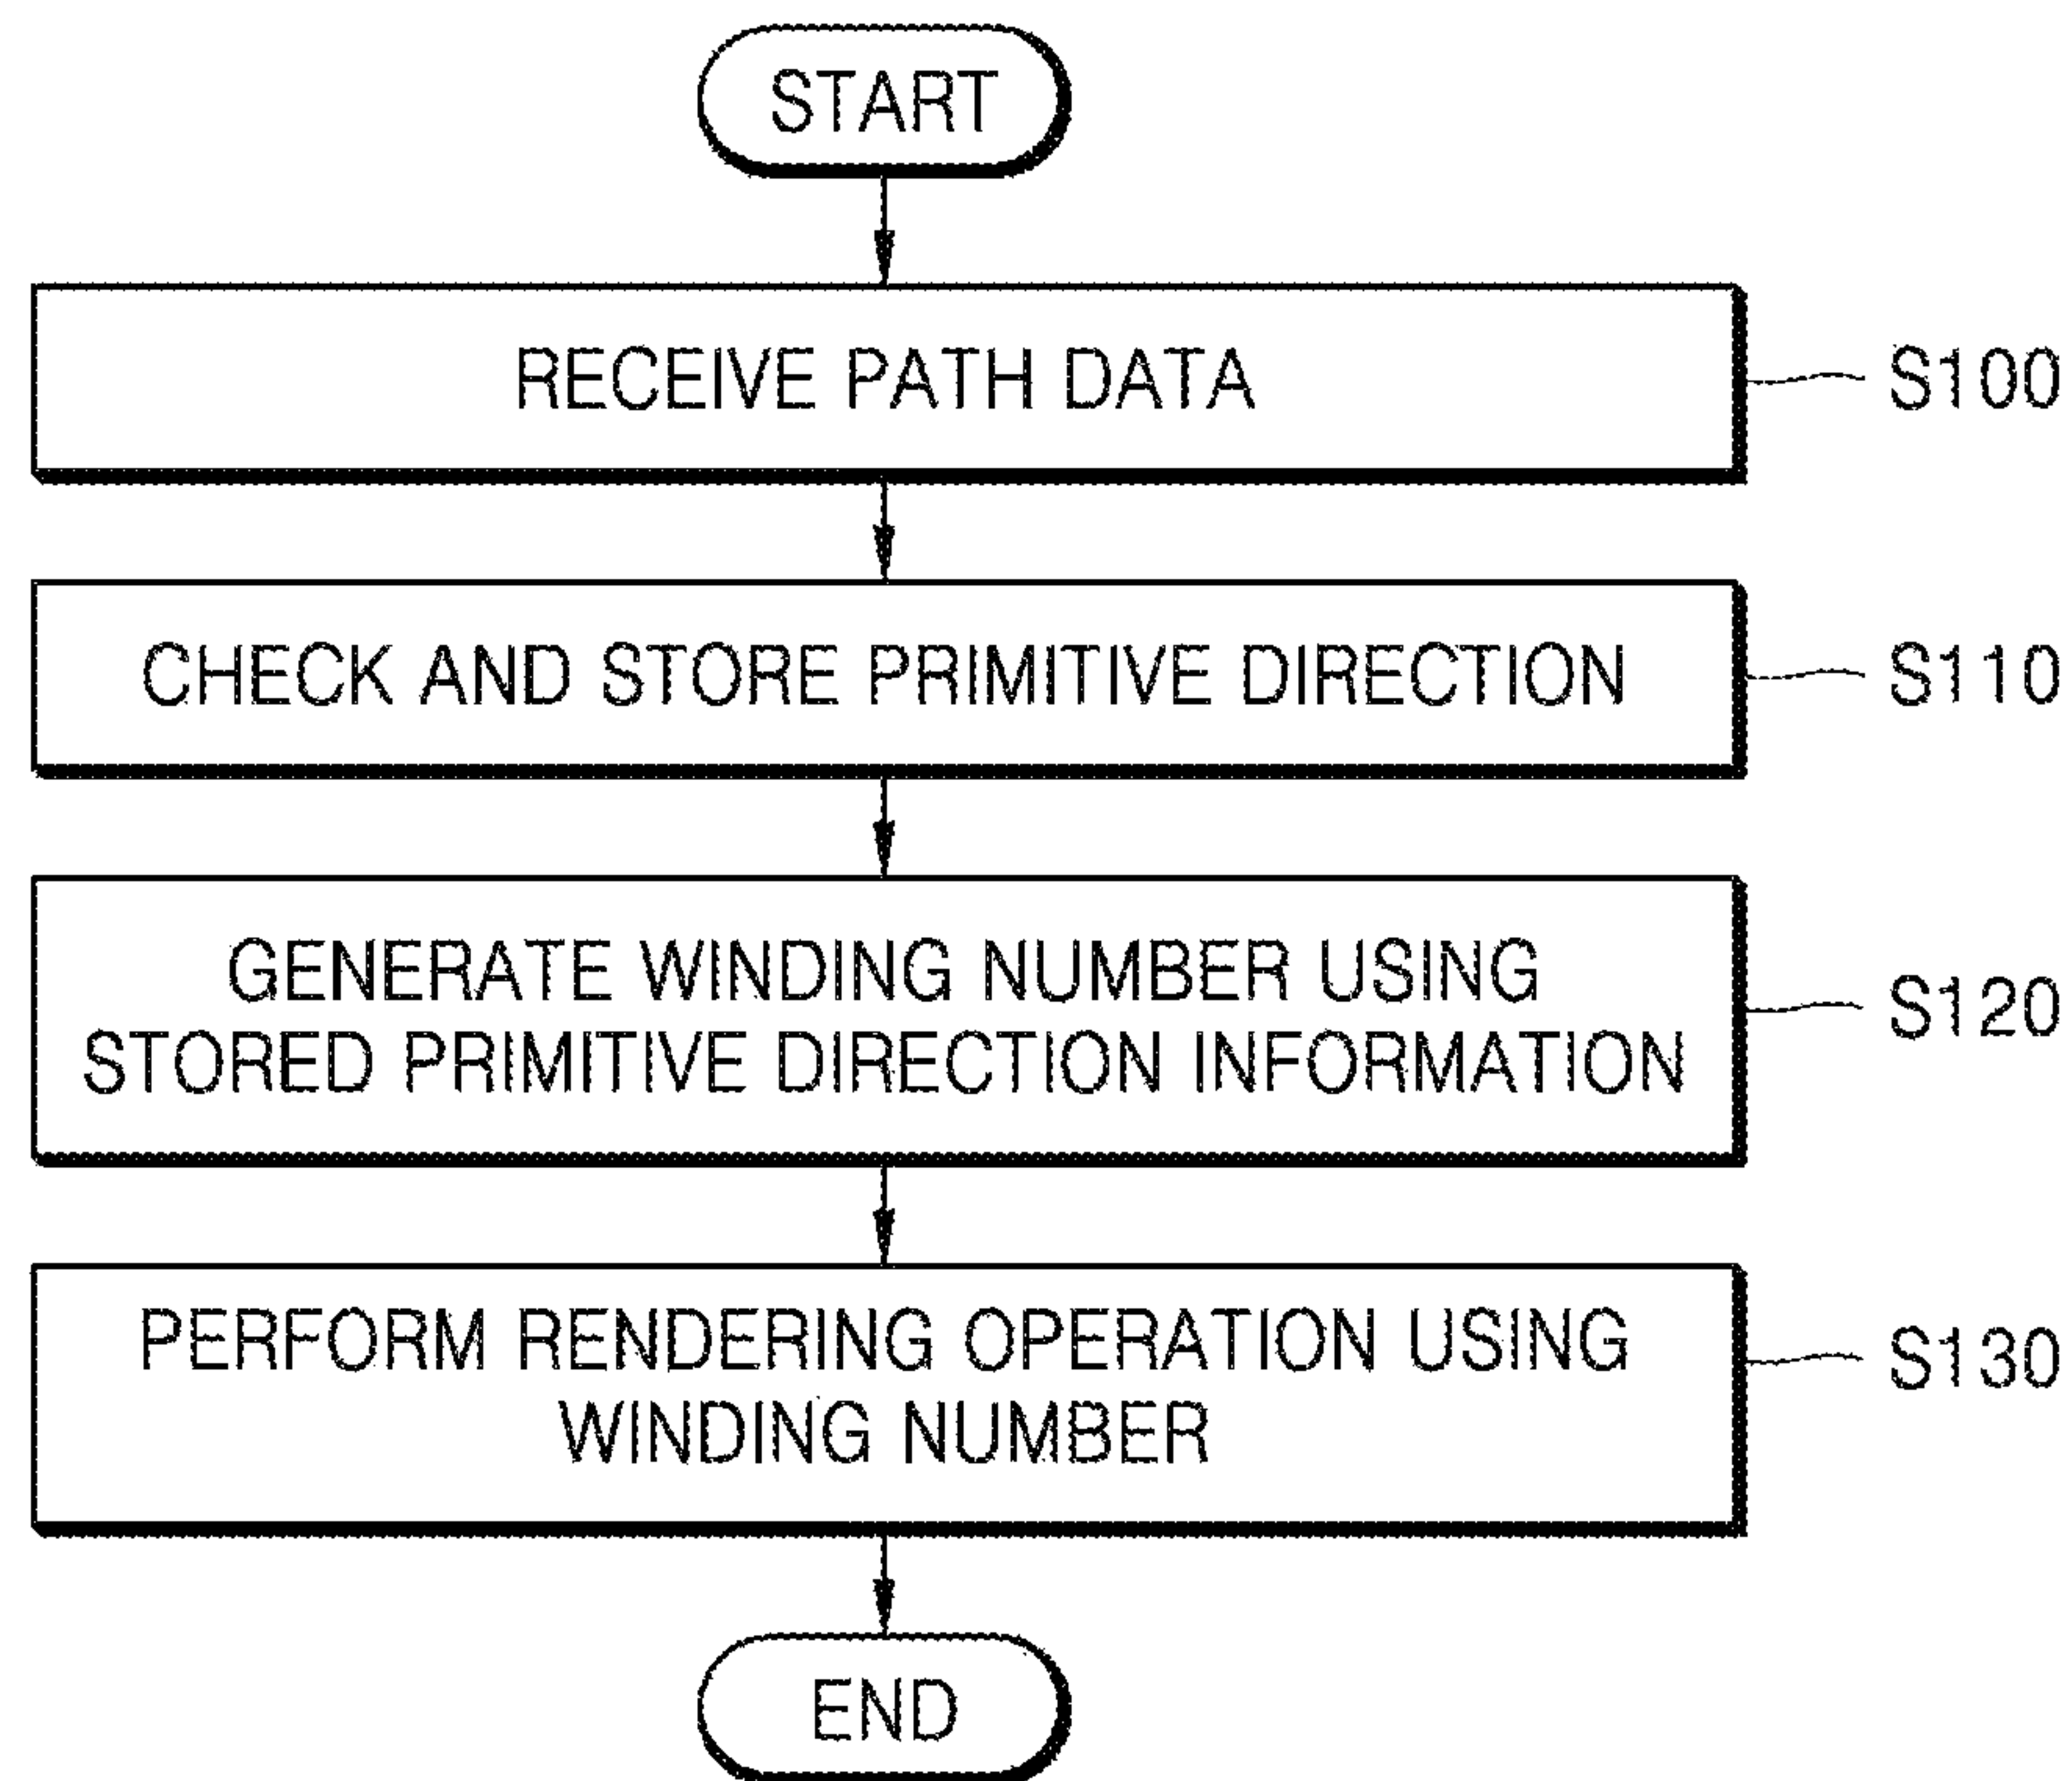 START
RECEIVE PATH DATA
S100
CHECK AND STORE PRIMITIVE DIRECTION
S110
GENERATE WINDING NUMBER USING
STORED PRIMITIVE DIRECTION INFORMATION
S120
PERFORM RENDERING OPERATION USING
WINDING NUMBER
S130
END